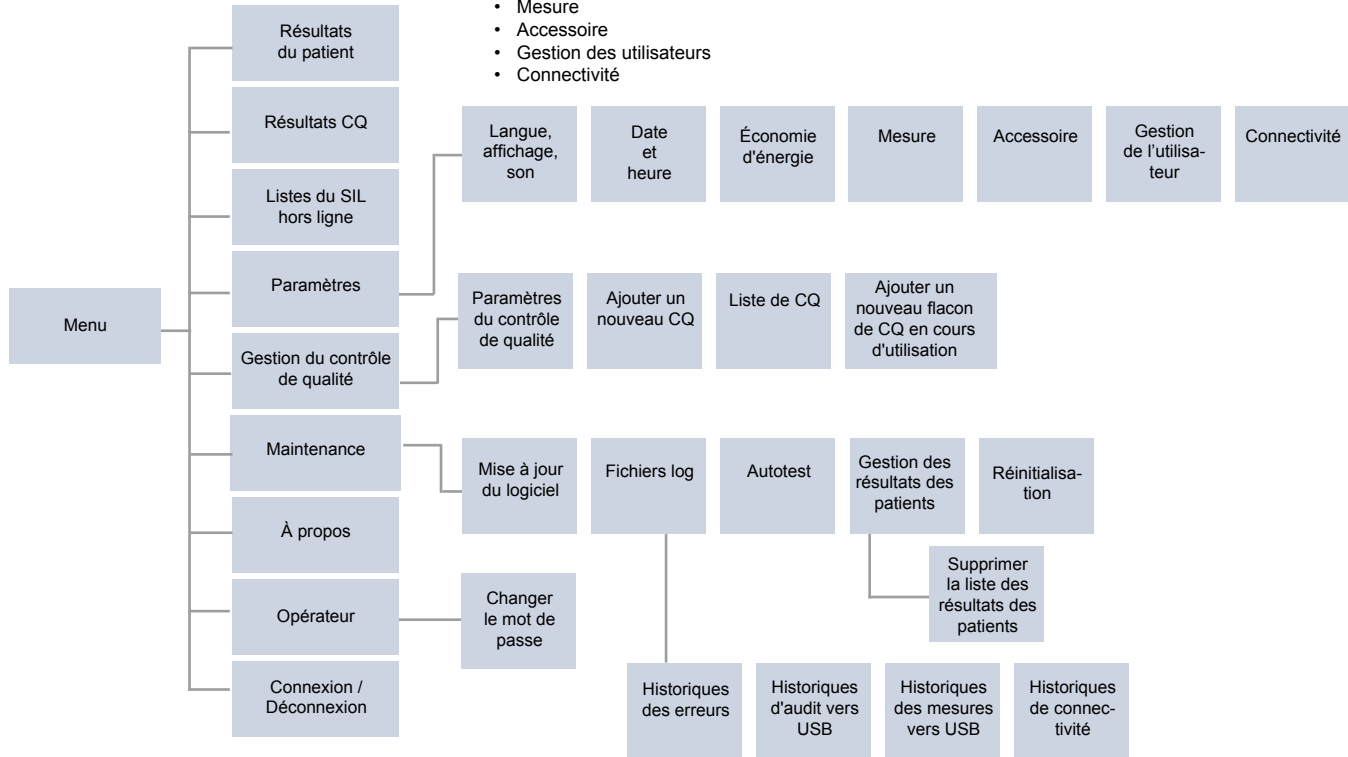 • Mesure
• Accessoire
• Gestion des utilisateurs
• Connectivité
Résultats
du patient
Résultats CQ
Langue,
affichage,
son
Date
et
heure
Économie
d'énergie
Mesure
Accessoire
Gestion
de l'utilisa-
teur
Connectivité
Listes du SIL
hors ligne
Paramètres
Menu
Paramètres
du contrôle
de qualité
Ajouter un
nouveau CQ
Liste de CQ
Ajouter un
nouveau flacon
de CQ en cours
d'utilisation
Gestion du contrôle
de qualité
Maintenance
Mise à jour
du logiciel
Fichiers log
Autotest
Gestion des
résultats des
patients
Réinitialisa-
tion
À propos
Supprimer
la liste des
résultats des
patients
Opérateur
Changer
le mot de
passe
Connexion /
Déconnexion
Historiques
des erreurs
Historiques
d'audit vers
USB
Historiques
des mesures
vers USB
Historiques
de connec-
tivité